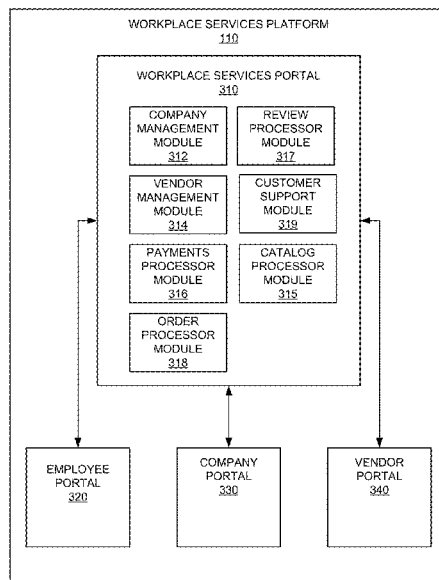 WORKPLACE SERVICES PLATFORM
110
WORKPLACE SERVICES PORTAL
310
COMPANY
MANAGEMENT
MODULE
312
REVIEW
PROCESSOR
MODULE
317
VENDOR
MANAGEMENT
MODULE
314
CUSTOMER
SUPPORT
MODULE
319
PAYMENTS
PROCESSOR
MODULE
316
CATALOG
PROCESSOR
MODULE
315
ORDER
PROCESSOR
MODULE
318
EMPLOYEE
PORTAL
320
COMPANY
PORTAL
330
VENDOR
PORTAL
340